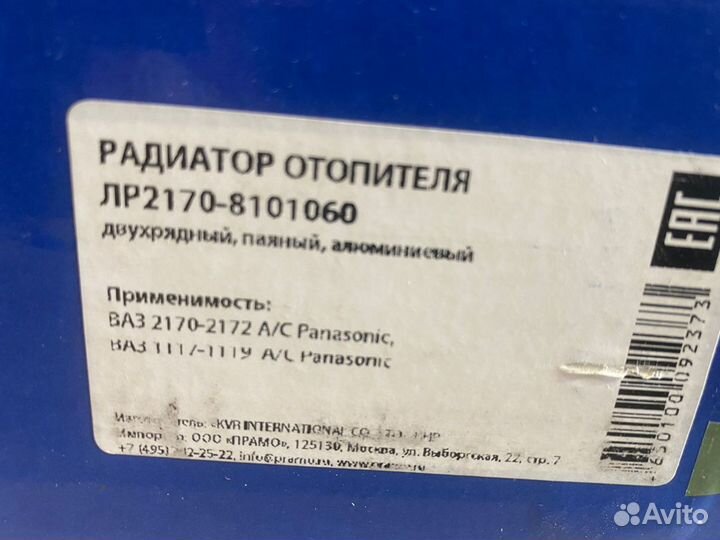 РАДИАТОР ОТОПИТЕЛЯ
ЛР2170-8101060
двухрядный, паяный, алюминиевый
Применимость:
ВАЗ 2170-2172 A/C Panasonic,
ВАЗ 1117-1119 A/C Panasonic
«KVR INTERNATIONAL CO
ООО «ПРАМО», 125130, Москва, ул. Выборгская, 22, стр. 7
+7 (495)
EAC
Avito